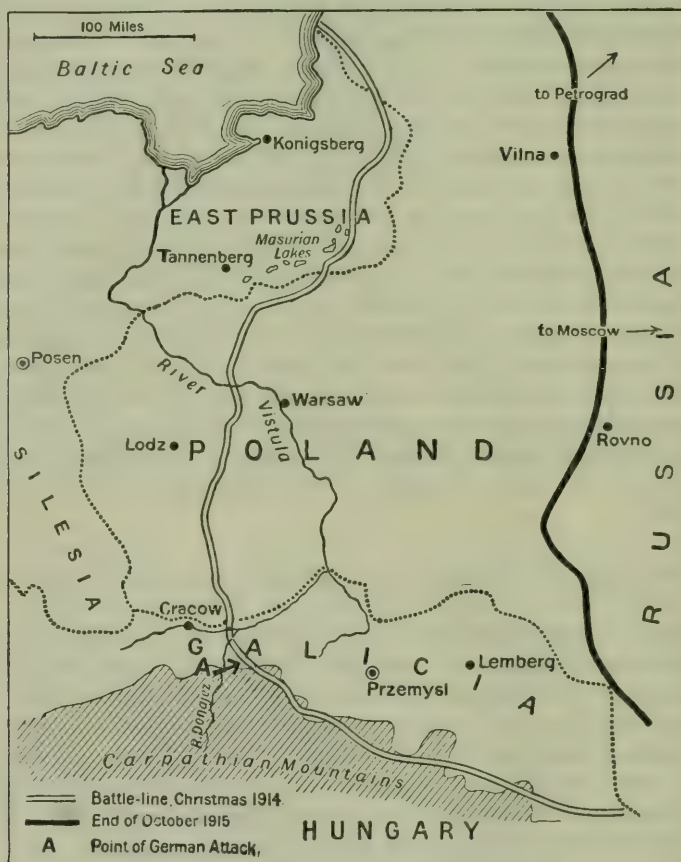 100 Miles
Baltic Sea
to Petrograd
Konigsberg
Vilna
EAST PRUSSIA
Masurian
Lakes
Tannenberg
to Moscow
Posen
River
Vistula
Warsaw
Lodz
POLAND
Rovno
SILESIA
RUSSIA
Cracow
GALICIA
A
Lemberg
Przemysl
R.Donajcz
Carpathian Mountains
Battle-line, Christmas 1914.
End of October 1915
HUNGARY
A Point of German Attack,